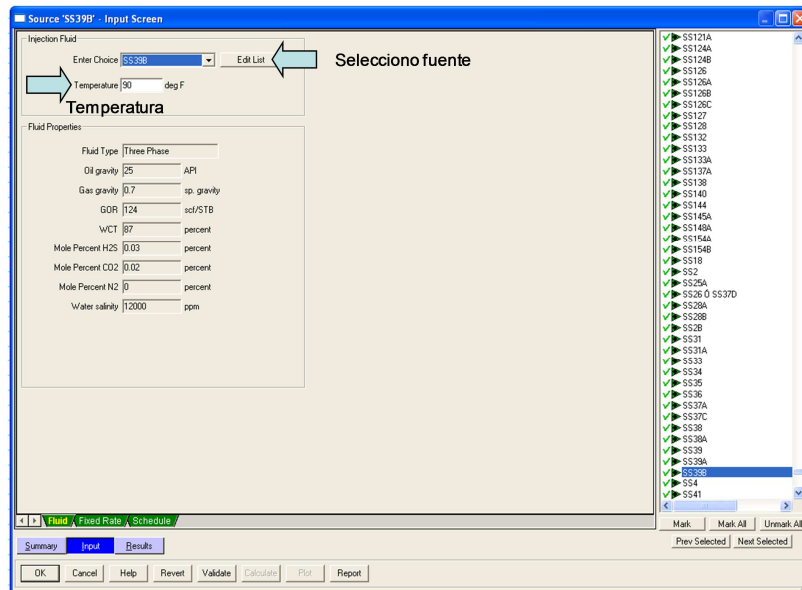 Source 'SS39B' - Input Screen
Injection Fluid
Enter Choice SS39B Edit List
Selecciono fuente
Temperature 90 deg F
Temperatura
Fluid Properties
Fluid Type Three Phase
Oil gravity 25 API
Gas gravity 0.7 sp. gravity
GOR 124 scf/STB
WCT 87 percent
Mole Percent H2S 0.03 percent
Mole Percent CO2 0.02 percent
Mole Percent N2 0 percent
Water salinity 12000 ppm
Fluid Fixed Rate Schedule
Summary Input Results
OK Cancel Help Revert Validate Calculate Plot Report
SS121A
SS124A
SS124B
SS126
SS126A
SS126B
SS126C
SS127
SS128
SS132
SS133
SS133A
SS137A
SS138
SS140
SS144
SS145A
SS148A
SS154A
SS154B
SS18
SS2
SS25A
SS26 Ó SS37D
SS28A
SS28B
SS2B
SS31
SS31A
SS33
SS34
SS35
SS36
SS37A
SS37C
SS38
SS38A
SS39
SS39A
SS39B
SS4
SS41
Mark Mark All Unmark All
Prev Selected Next Selected